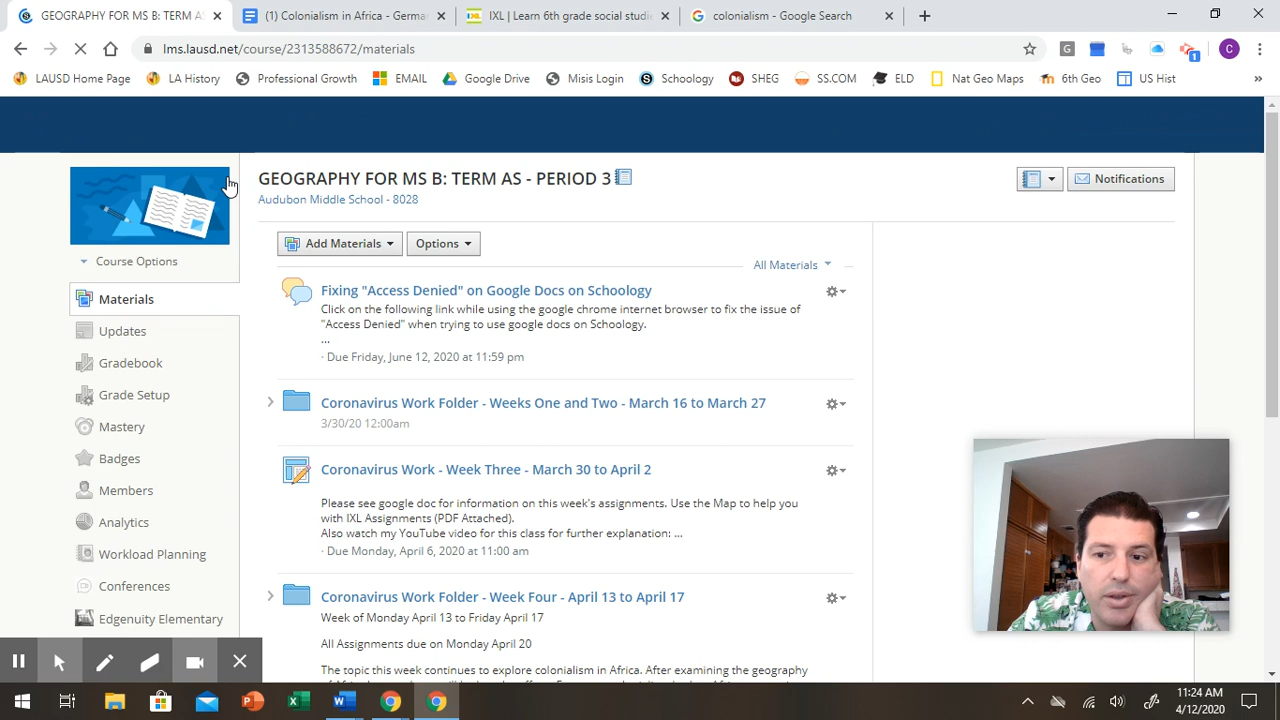 GEOGRAPHY FOR MS B: TERM AS
(1) Colonialism in Africa - Germa
IXL | Learn 6th grade social studi
colonialism - Google Search
lms.lausd.net/course/2313588672/materials
C
1
LAUSD Home Page
LA History
Professional Growth
EMAIL
Google Drive
Misis Login
Schoology
SHEG
SS.COM
ELD
Nat Geo Maps
6th Geo
US Hist
»
GEOGRAPHY FOR MS B: TERM AS - PERIOD 3
Audubon Middle School - 8028
Notifications
Course Options
Materials
Updates
Gradebook
Grade Setup
Mastery
Badges
Members
Analytics
Workload Planning
Conferences
Edgenuity Elementary
Add Materials
Options
All Materials
Fixing "Access Denied" on Google Docs on Schoology
Click on the following link while using the google chrome internet browser to fix the issue of
"Access Denied" when trying to use google docs on Schoology.
...
· Due Friday, June 12, 2020 at 11:59 pm
Coronavirus Work Folder - Weeks One and Two - March 16 to March 27
3/30/20 12:00am
Coronavirus Work - Week Three - March 30 to April 2
Please see google doc for information on this week's assignments. Use the Map to help you
with IXL Assignments (PDF Attached).
Also watch my YouTube video for this class for further explanation: ...
· Due Monday, April 6, 2020 at 11:00 am
Coronavirus Work Folder - Week Four - April 13 to April 17
Week of Monday April 13 to Friday April 17
All Assignments due on Monday April 20
The topic this week continues to explore colonialism in Africa. After examining the geography
11:24 AM
4/12/2020